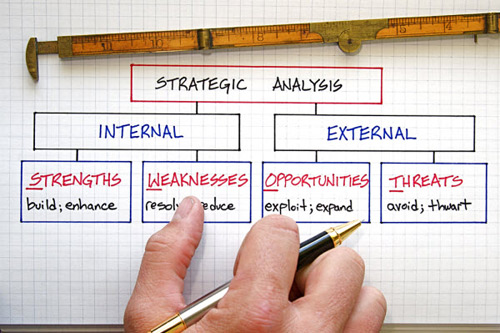 STRATEGIC ANALYSIS
INTERNAL EXTERNAL
STRENGTHS WEAKNESSES OPPORTUNITIES THREATS
build; enhance reduce exploit; expand avoid; thwart